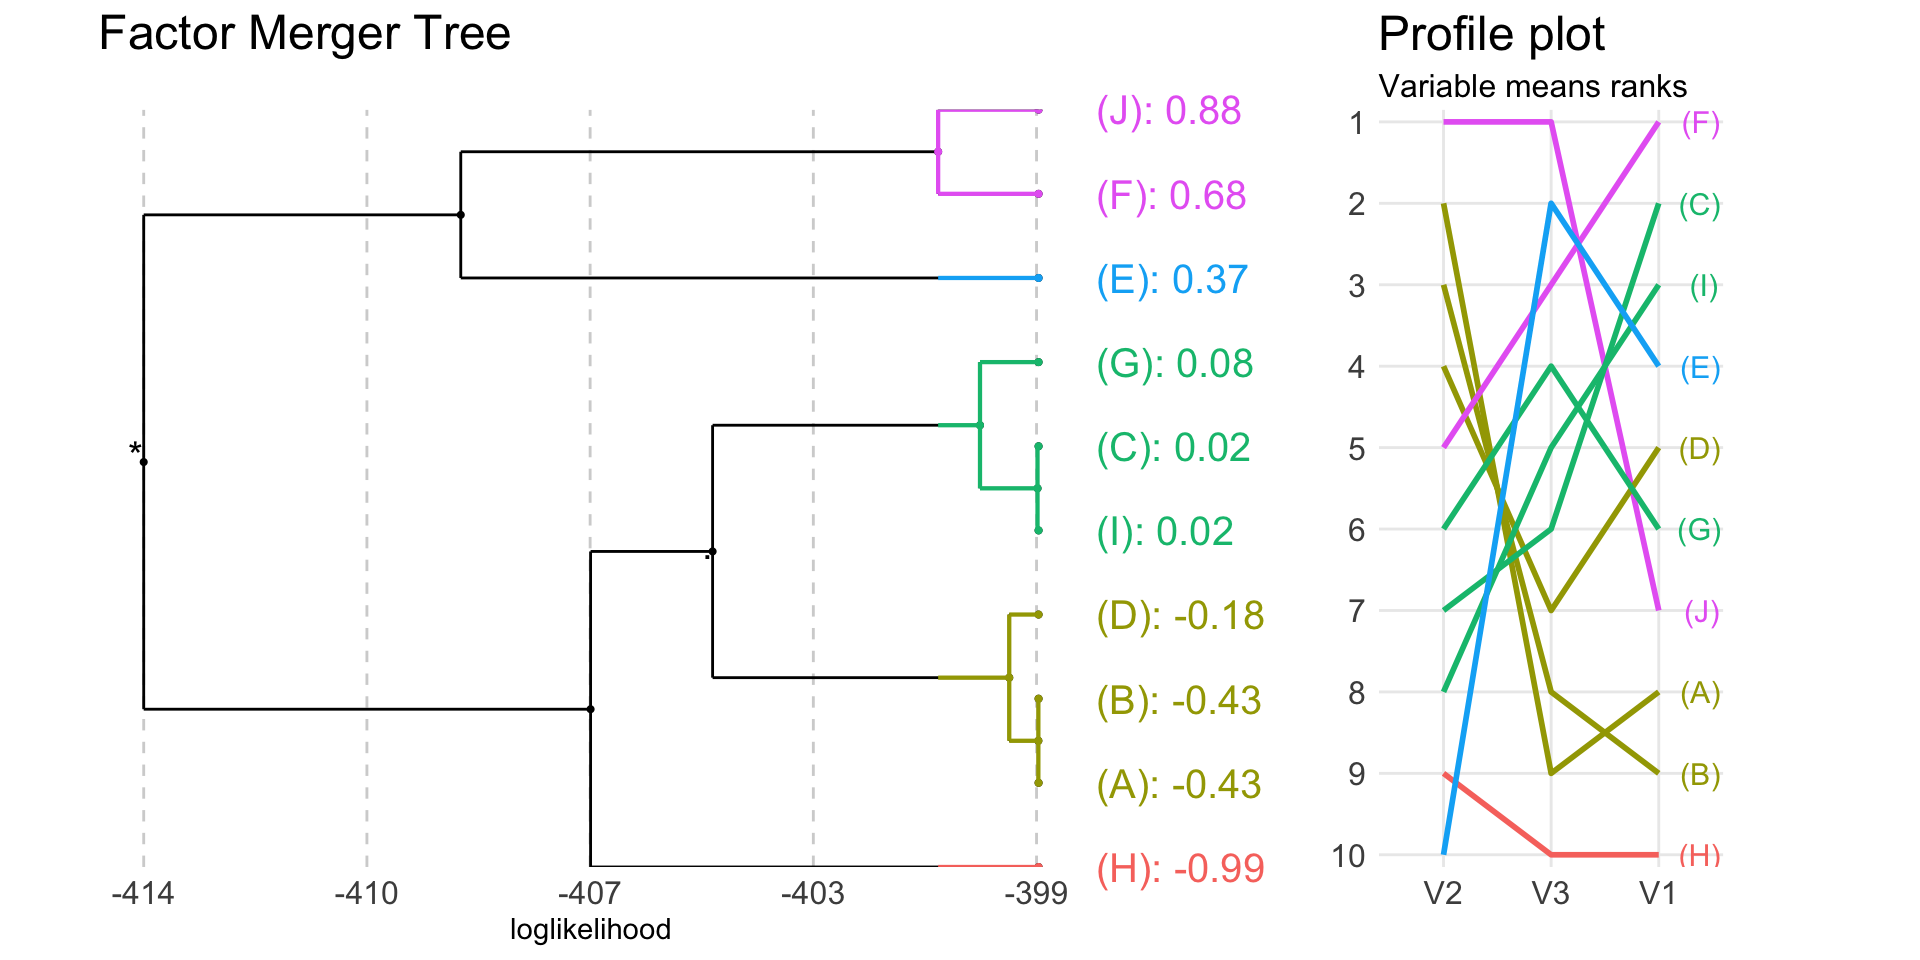 Factor Merger Tree
(J): 0.88
(F): 0.68
(E): 0.37
(G): 0.08
(C): 0.02
(I): 0.02
(D): -0.18
(B): -0.43
(A): -0.43
(H): -0.99
*
.
-414 -410 -407 -403 -399
loglikelihood
Profile plot
Variable means ranks
1 (F)
2 (C)
3 (I)
4 (E)
5 (D)
6 (G)
7 (J)
8 (A)
9 (B)
10 (H)
V2 V3 V1